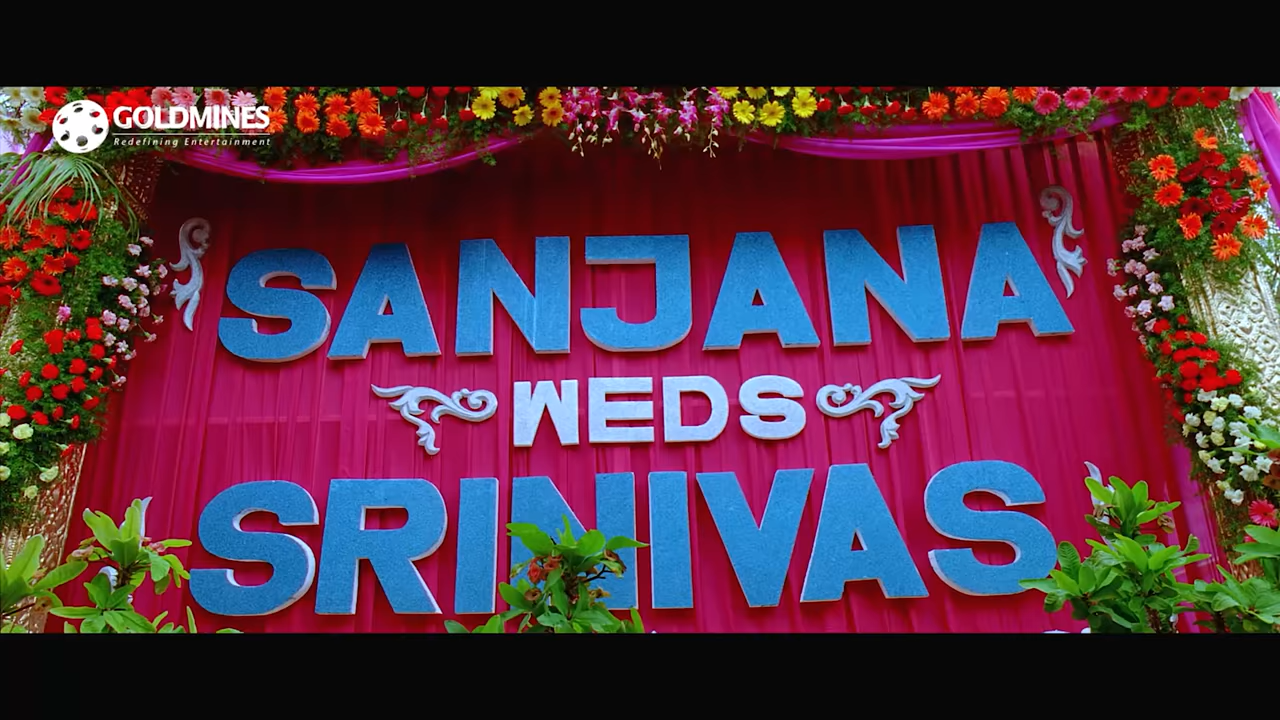 GOLDMINES
Redefining Entertainment
SANJANA
WEDS
SRINIVAS